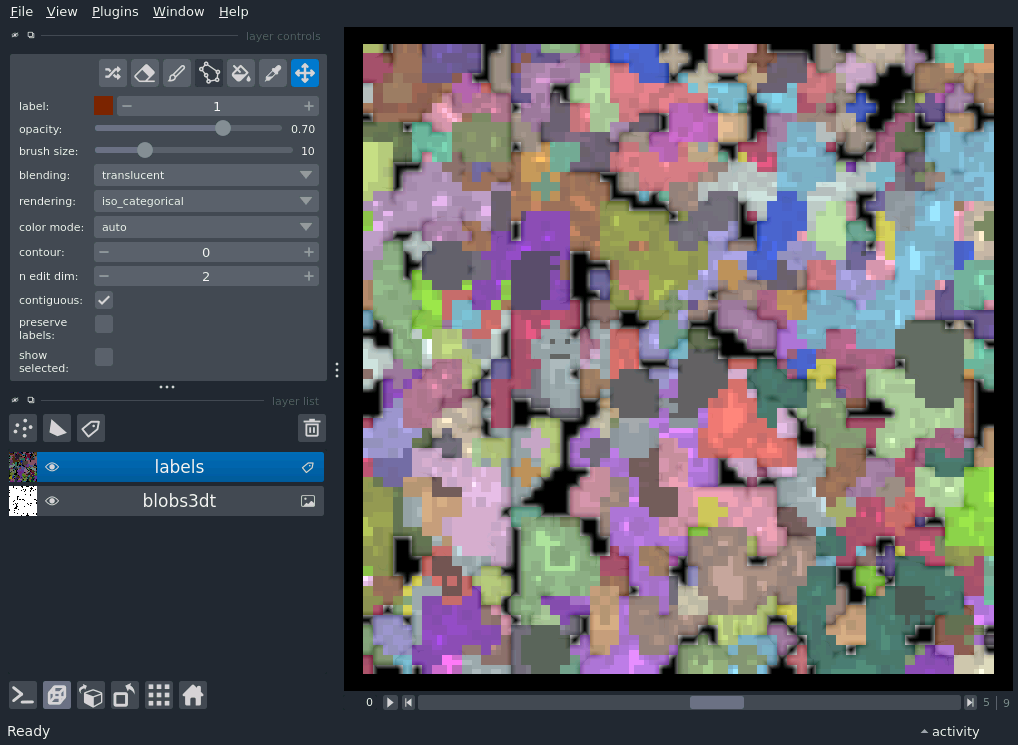 File View Plugins Window Help
layer controls
label: 1
opacity: 0.70
brush size: 10
blending: translucent
rendering: iso_categorical
color mode: auto
contour: 0
n edit dim: 2
contiguous:
preserve
labels:
show
selected:
layer list
labels
blobs3dt
0 5 9
Ready activity